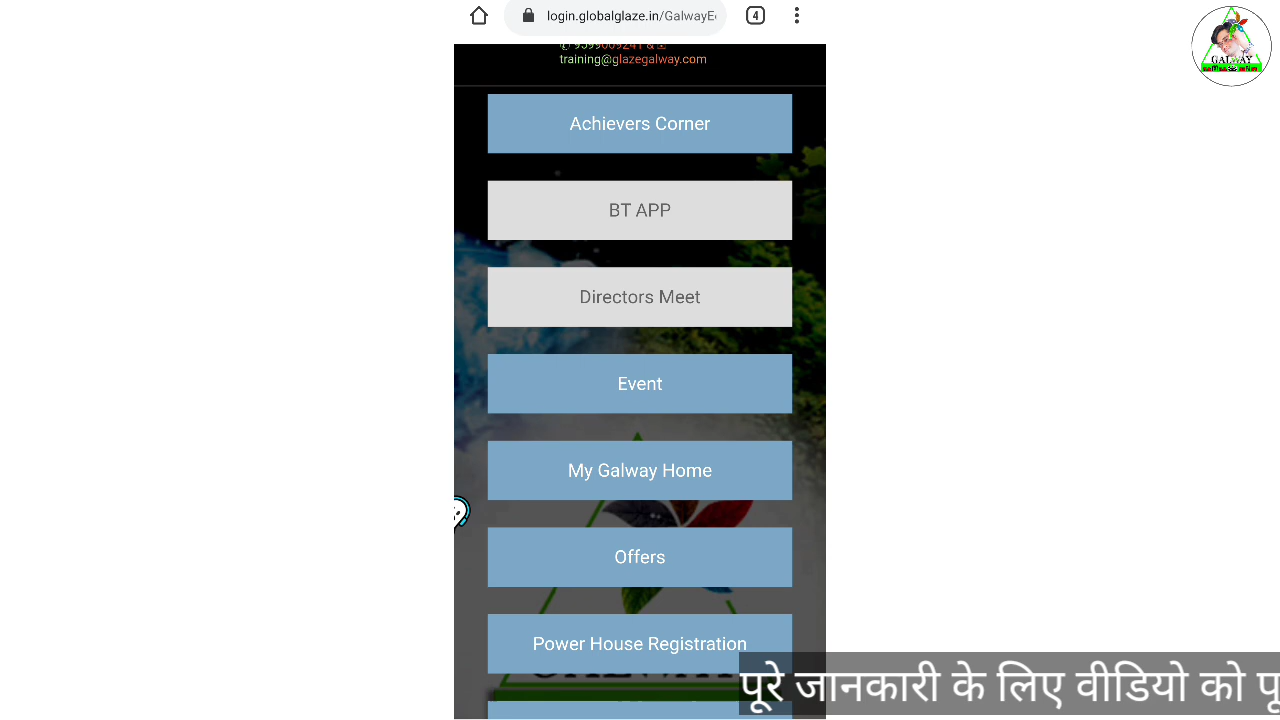 login.globalglaze.in/GalwayE
4
training@glazegalway.com
GALWAY
Achievers Corner
BT APP
Directors Meet
Event
My Galway Home
Offers
Power House Registration
पूरे जानकारी के लिए वीडियो को पू